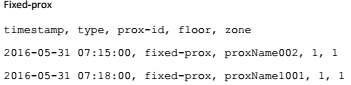 Fixed-prox
timestamp, type, prox-id, floor, zone
2016-05-31 07:15:00, fixed-prox, proxName002, 1, 1
2016-05-31 07:18:00, fixed-prox, proxName1001, 1, 1